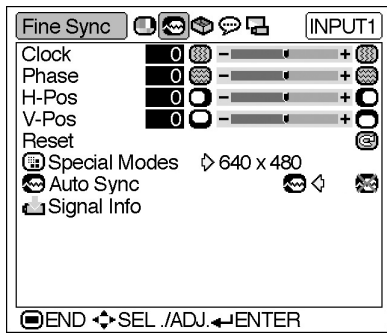 Fine Sync INPUT1
Clock 0 - +
Phase 0 - +
H-Pos 0 - +
V-Pos 0 - +
Reset
Special Modes 640 x 480
Auto Sync
Signal Info
END SEL ./ADJ. ENTER